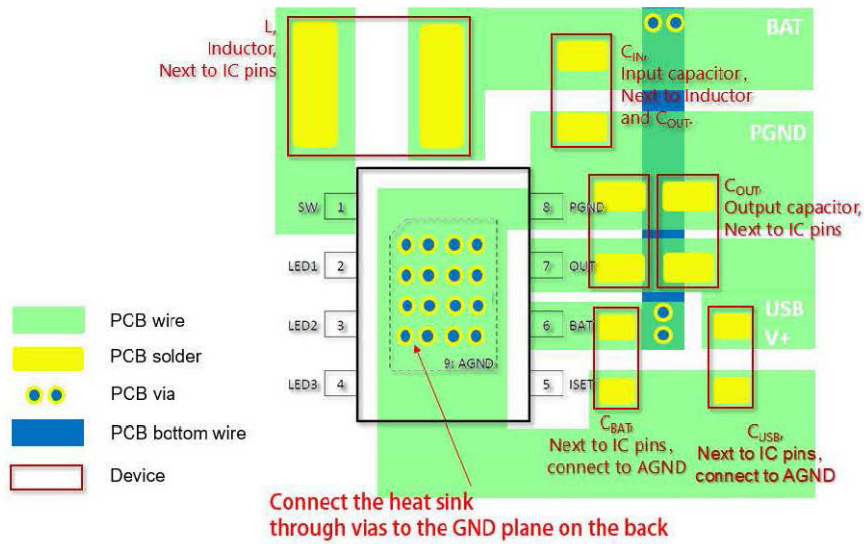 L,
Inductor,
Next to IC pins
BAT
CIN,
Input capacitor,
Next to Inductor
and COUT.
PGND
COUT,
Output capacitor,
Next to IC pins
SW 1
8 PGND
LED1 2
7 OUT
LED2 3
6 BAT
LED3 4
5 ISET
9: AGND
USB
V+
PCB wire
PCB solder
PCB via
PCB bottom wire
Device
CBAT,
Next to IC pins,
connect to AGND
CUSB,
Next to IC pins,
connect to AGND
Connect the heat sink
through vias to the GND plane on the back